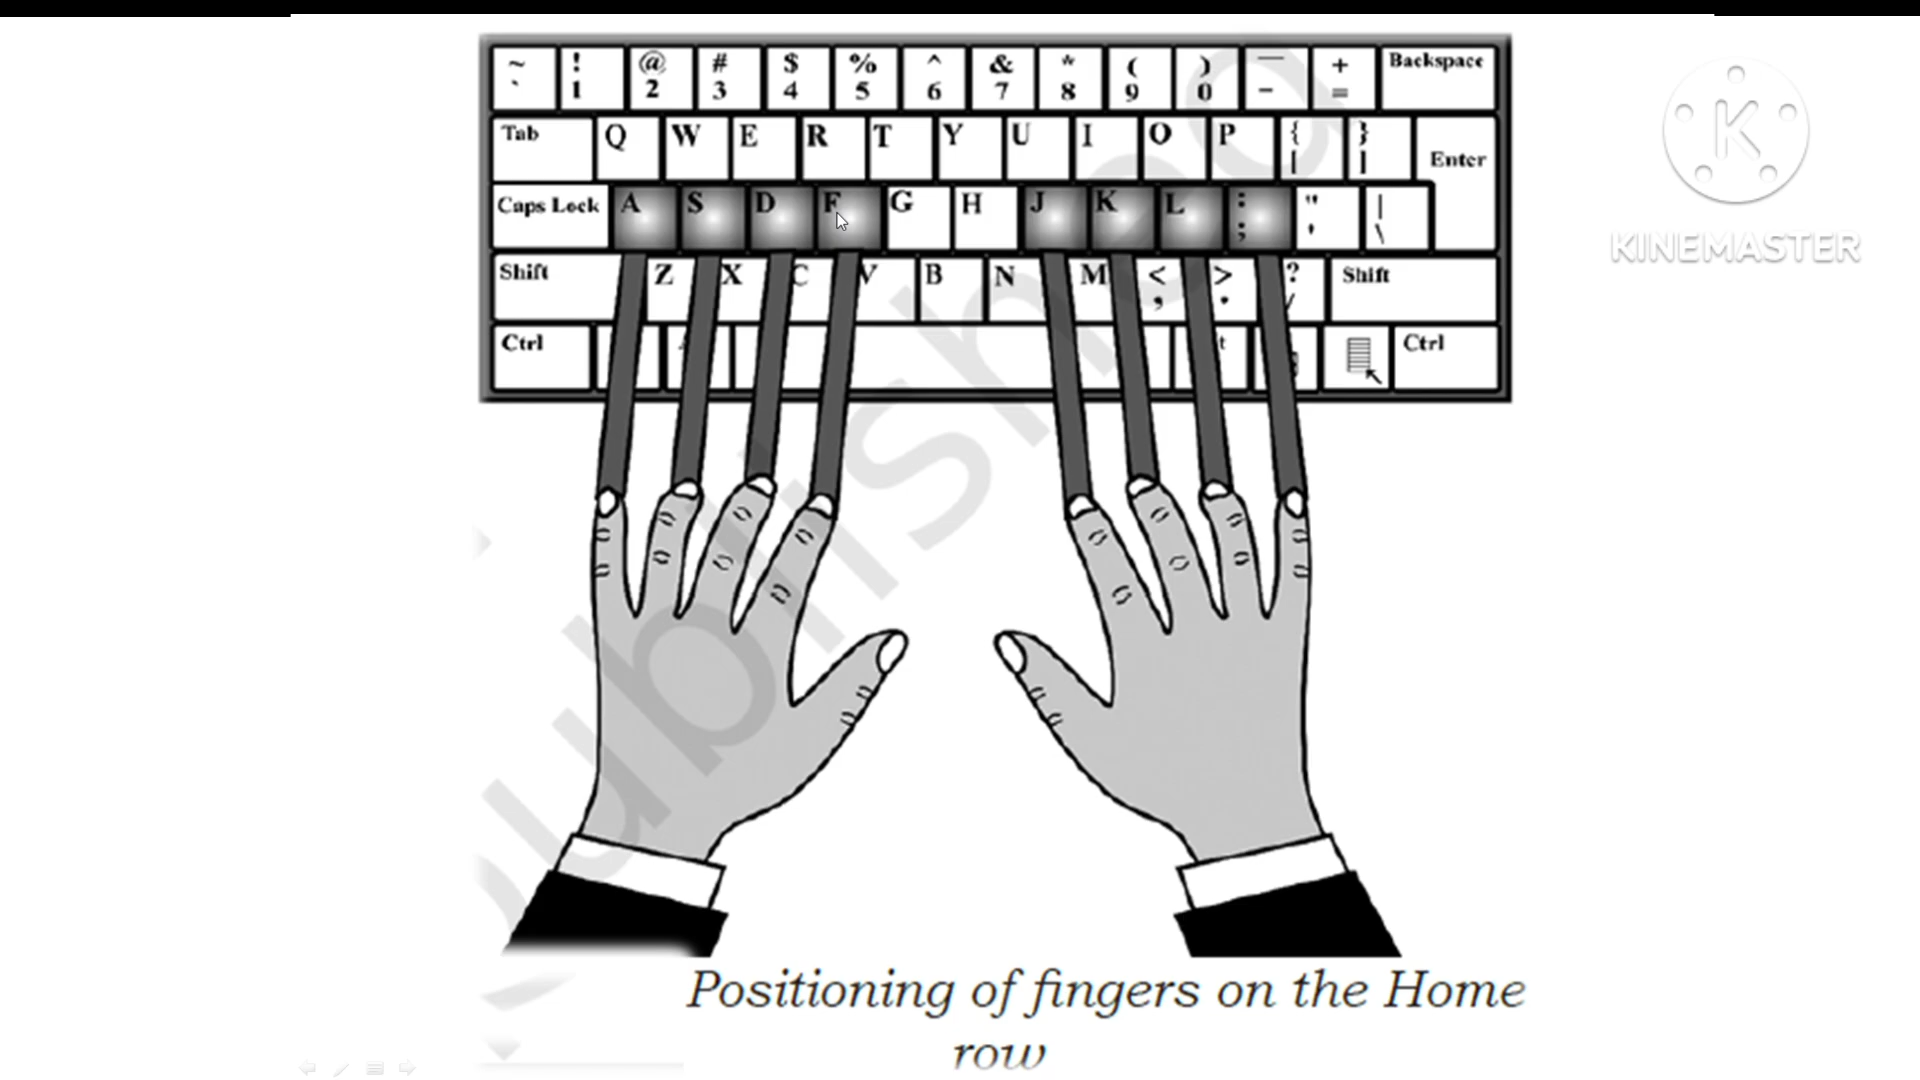 ~ ! @ # $ % ^ & * ( ) — + Backspace
` 1 2 3 4 5 6 7 8 9 0 - =
Tab Q W E R T Y U I O P { }
[ ] Enter
Caps Lock A S D F G H J K L : " |
; ' \
Shift Z X C V B N M < > ? Shift
, . /
Ctrl t Ctrl
K
KINEMASTER
Published
Positioning of fingers on the Home
row